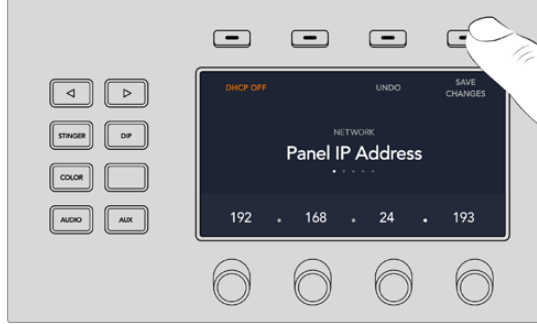 DHCP OFF
UNDO
SAVE
CHANGES
NETWORK
Panel IP Address
192 . 168 . 24 . 193
STINGER
DIP
COLOR
AUDIO
AUX